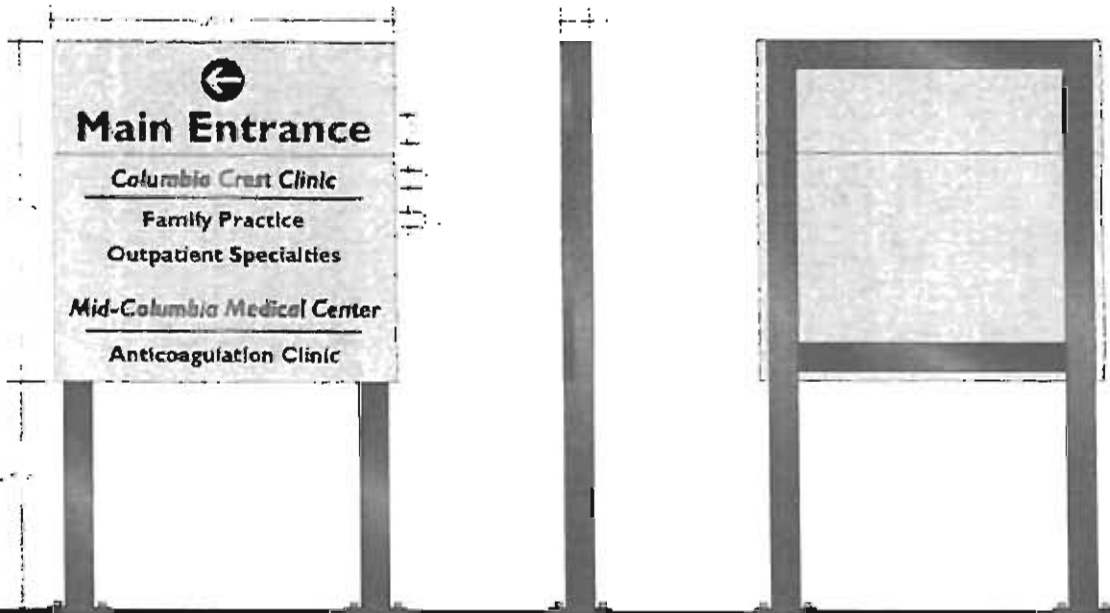 Main Entrance
Columbia Crest Clinic
Family Practice
Outpatient Specialties
Mid-Columbia Medical Center
Anticoagulation Clinic